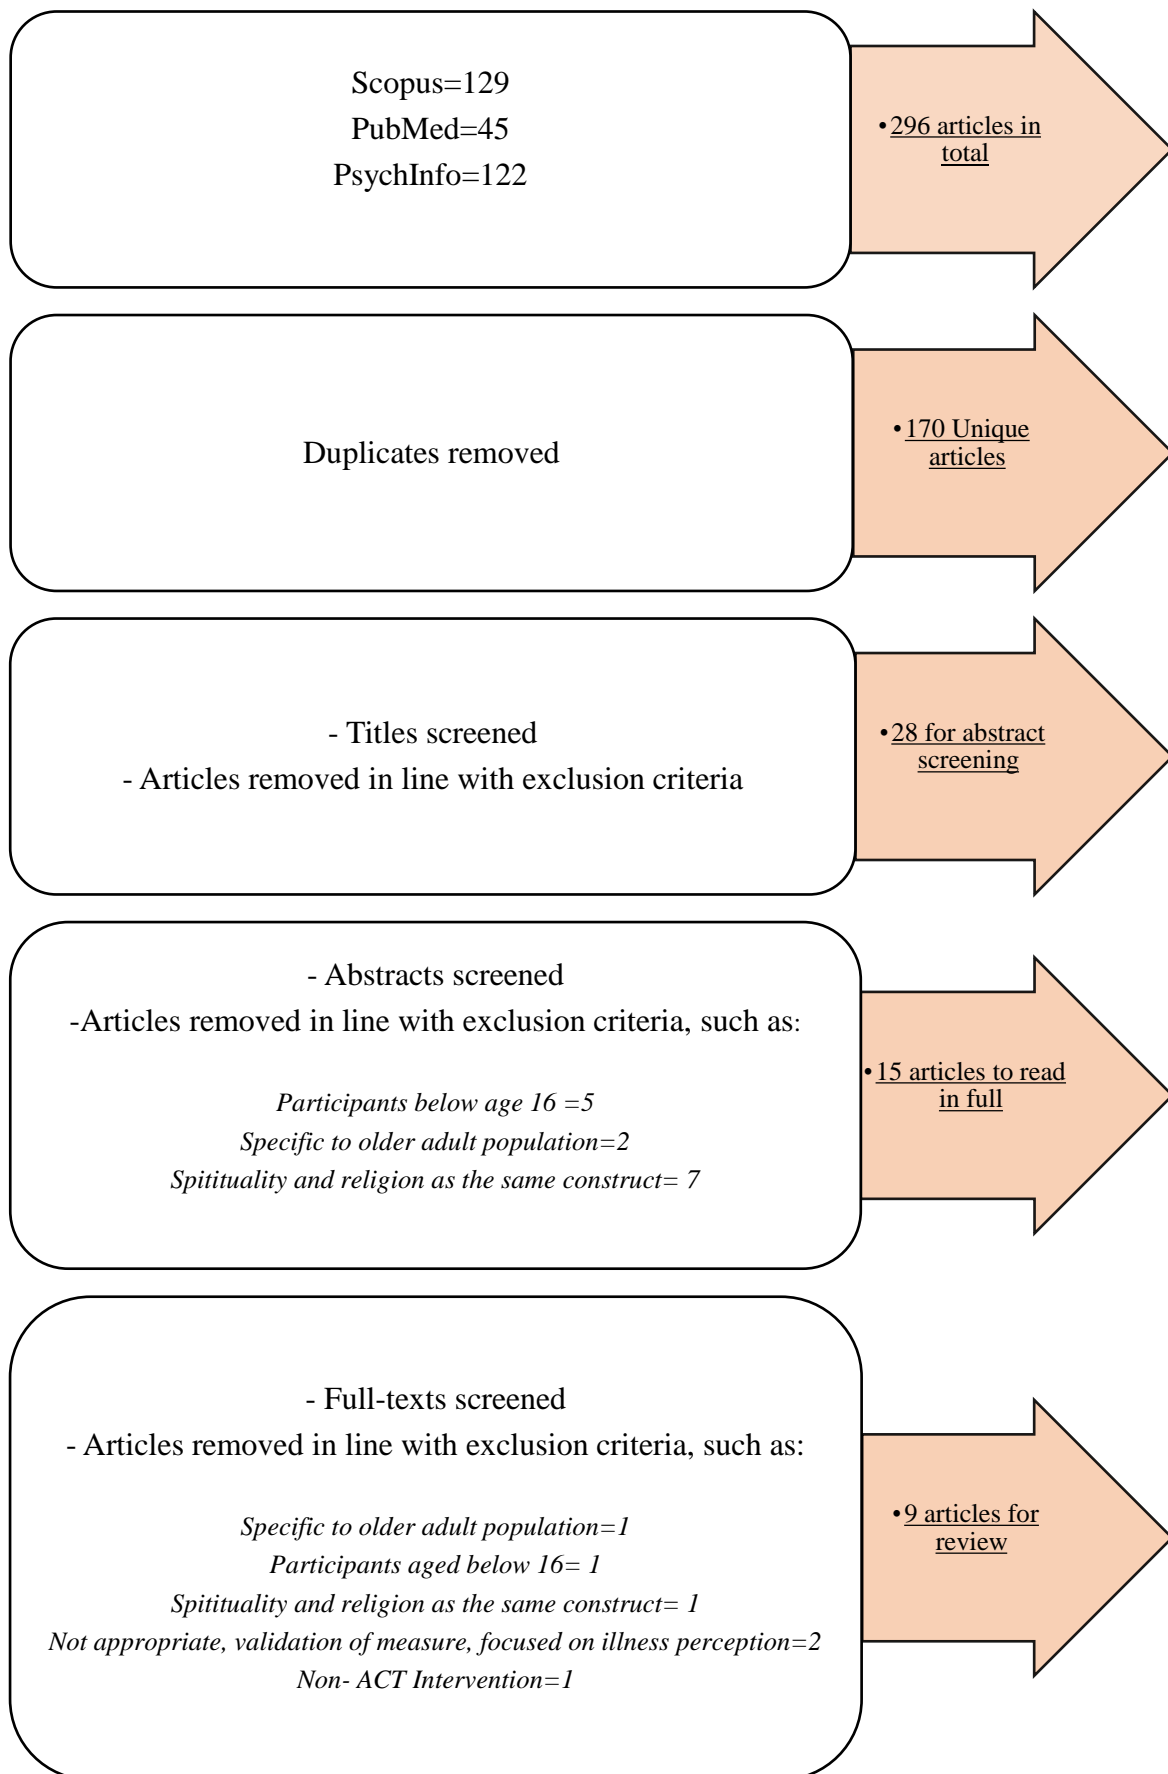 Scopus=129
PubMed=45
PsychInfo=122
•296 articles in
total
Duplicates removed
•170 Unique
articles
- Titles screened
- Articles removed in line with exclusion criteria
•28 for abstract
screening
- Abstracts screened
-Articles removed in line with exclusion criteria, such as:
Participants below age 16 =5
Specific to older adult population=2
Spitituality and religion as the same construct= 7
•15 articles to read
in full
- Full-texts screened
- Articles removed in line with exclusion criteria, such as:
Specific to older adult population=1
Participants aged below 16= 1
Spitituality and religion as the same construct= 1
Not appropriate, validation of measure, focused on illness perception=2
Non- ACT Intervention=1
•9 articles for
review